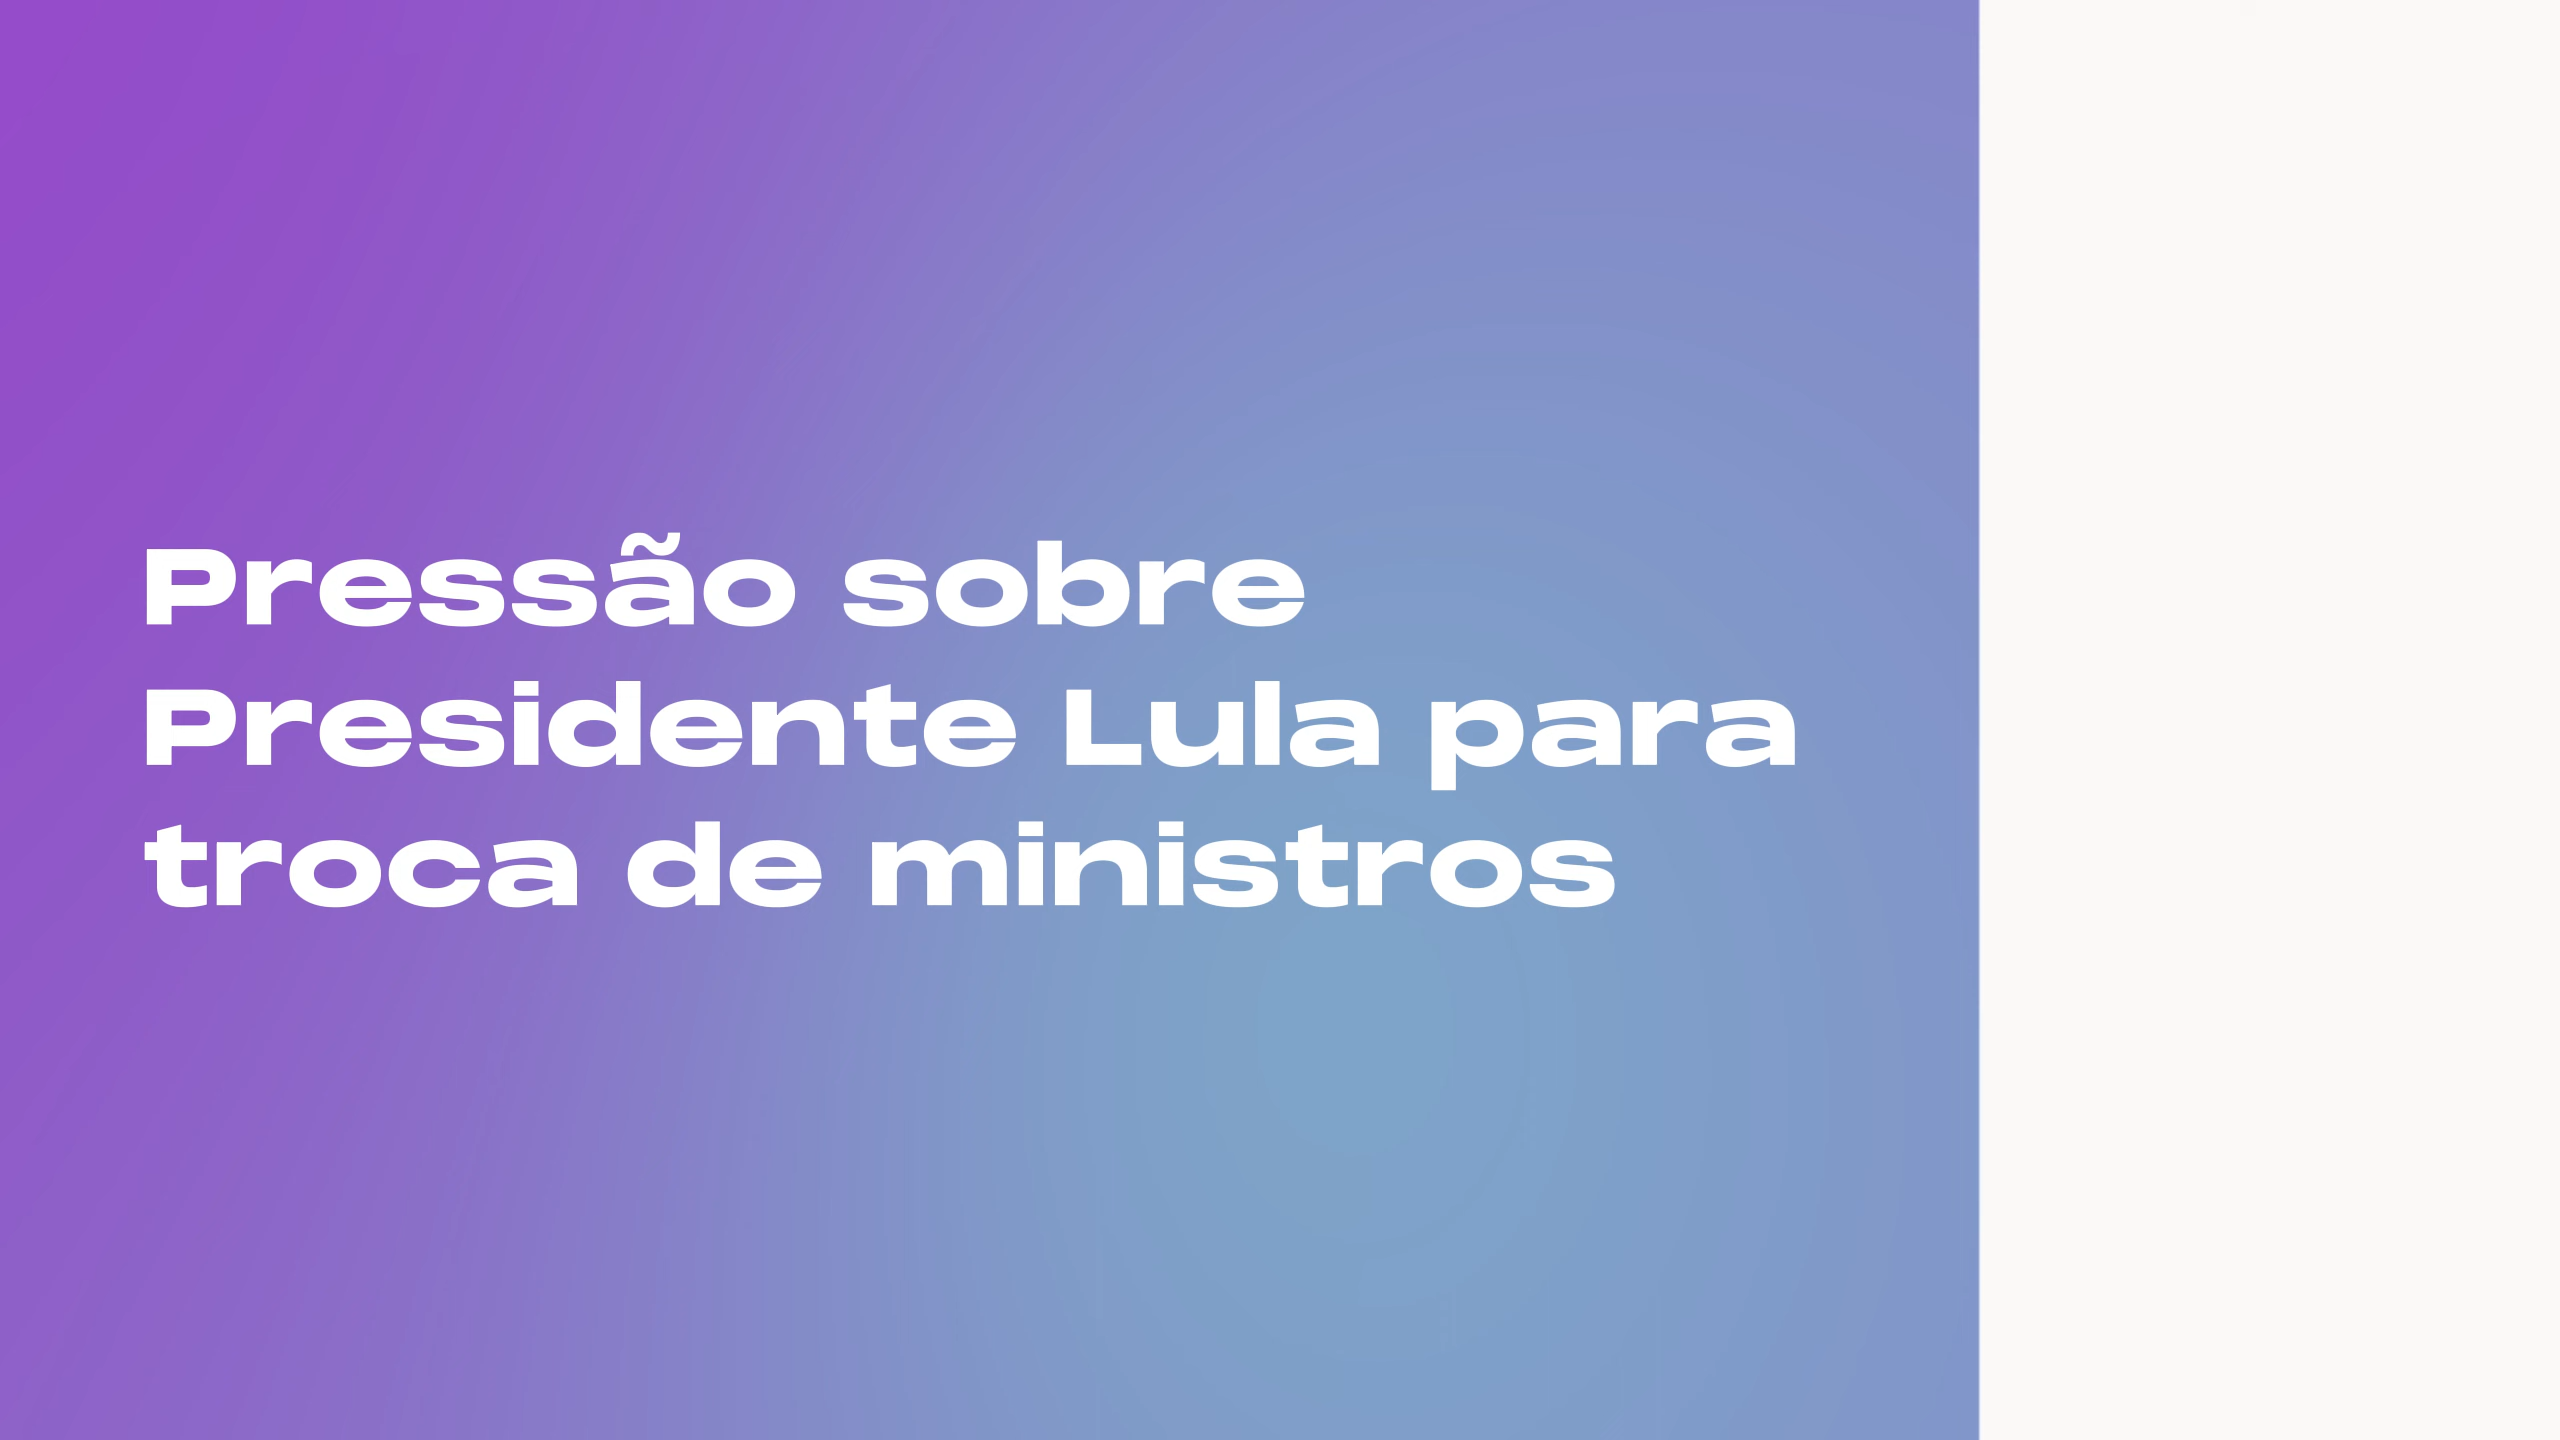 Pressão sobre
Presidente Lula para
troca de ministros